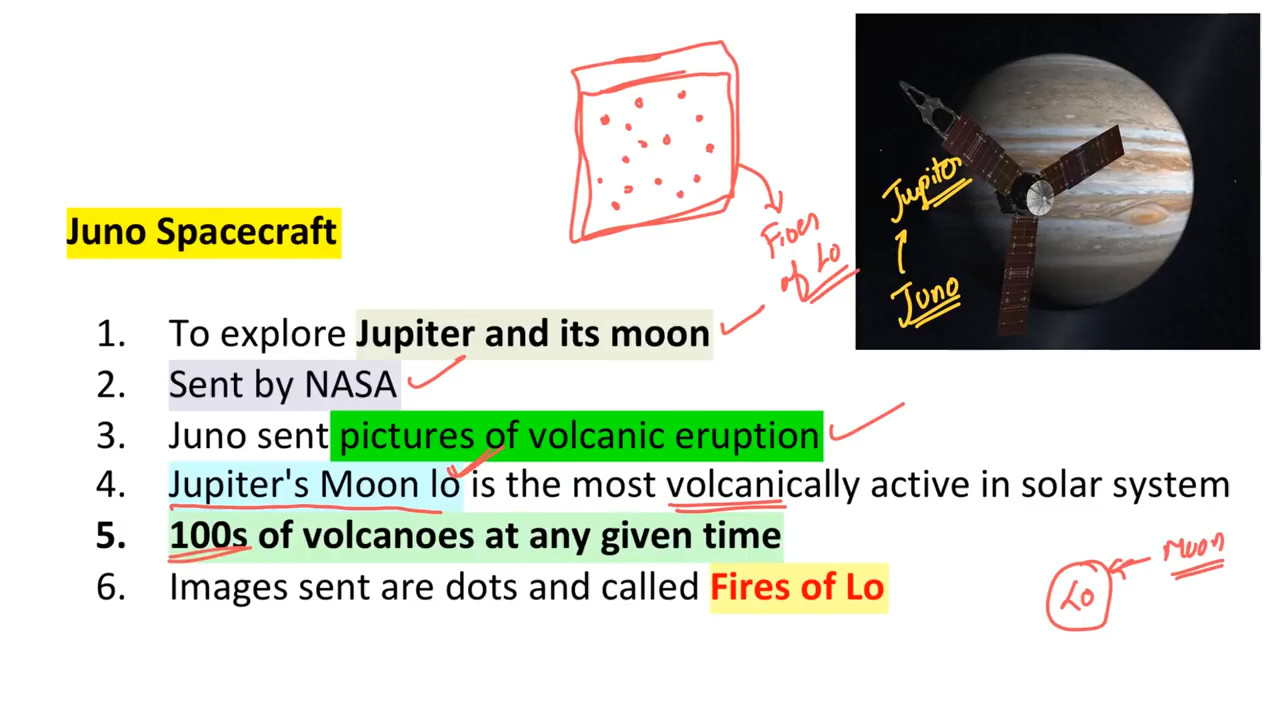 Juno Spacecraft
1. To explore Jupiter and its moon
2. Sent by NASA
3. Juno sent pictures of volcanic eruption
4. Jupiter's Moon lo is the most volcanically active in solar system
5. 100s of volcanoes at any given time
6. Images sent are dots and called Fires of Lo
Fires
of Lo
Jupiter
Juno
Moon
Lo